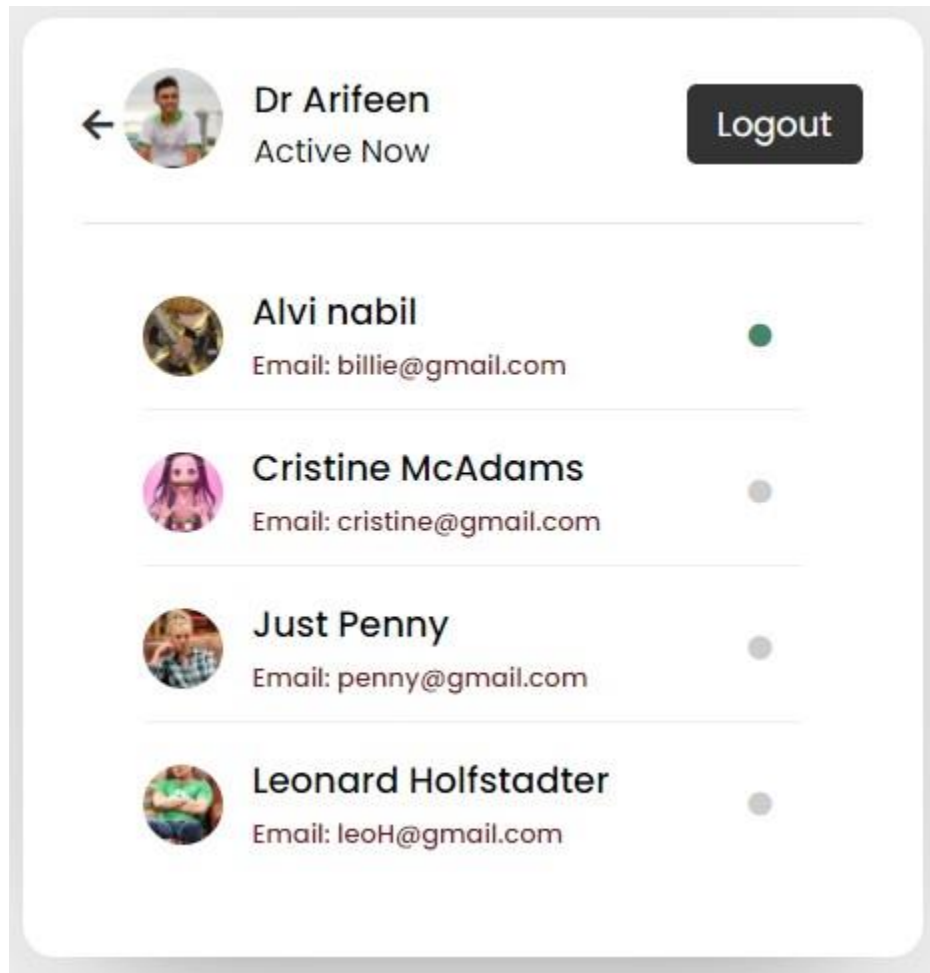 Dr Arifeen
Active Now
Logout
Alvi nabil
Email: billie@gmail.com
Cristine McAdams
Email: cristine@gmail.com
Just Penny
Email: penny@gmail.com
Leonard Holfstadter
Email: leoH@gmail.com